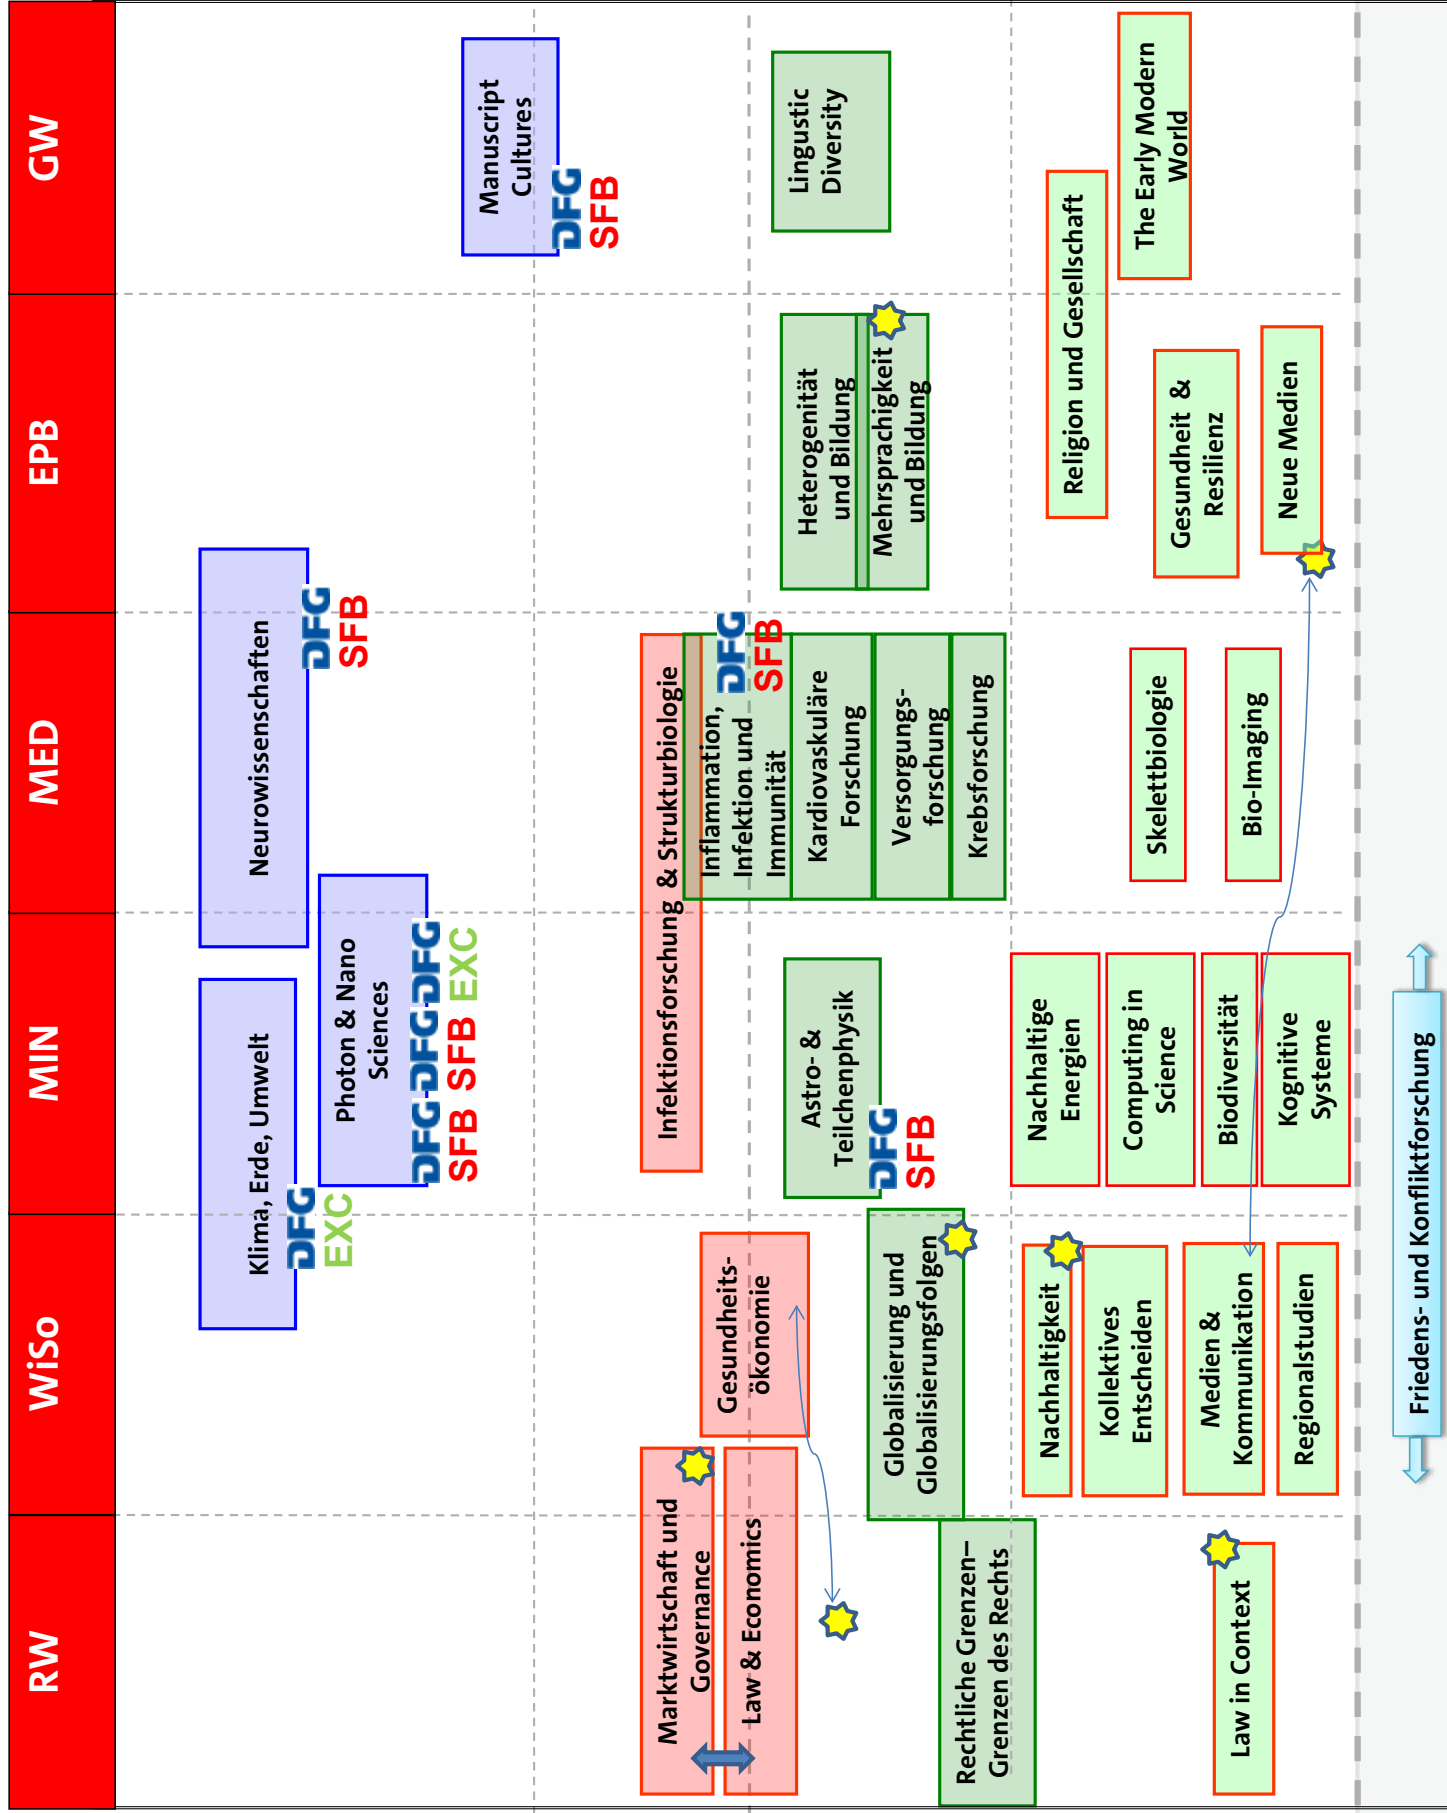 RW
WiSo
MIN
MED
EPB
GW
Klima, Erde, Umwelt
DFG
EXC
Neurowissenschaften
DFG
SFB
Photon & Nano
Sciences
DFG
SFB
DFG
SFB
DFG
EXC
Manuscript
Cultures
DFG
SFB
Marktwirtschaft und
Governance
Law & Economics
Gesundheits-
ökonomie
Infektionsforschung & Strukturbiologie
Inflammation,
Infektion und
Immunität
DFG
SFB
Kardiovaskuläre
Forschung
Versorgungs-
forschung
Krebsforschung
Astro- &
Teilchenphysik
DFG
SFB
Heterogenität
und Bildung
Mehrsprachigkeit
und Bildung
Lingustic
Diversity
Globalisierung und
Globalisierungsfolgen
Rechtliche Grenzen–
Grenzen des Rechts
Law in Context
Nachhaltigkeit
Kollektives
Entscheiden
Medien &
Kommunikation
Regionalstudien
Nachhaltige
Energien
Computing in
Science
Biodiversität
Kognitive
Systeme
Skelettbiologie
Bio-Imaging
Religion und Gesellschaft
Gesundheit &
Resilienz
Neue Medien
The Early Modern
World
Friedens- und Konfliktforschung